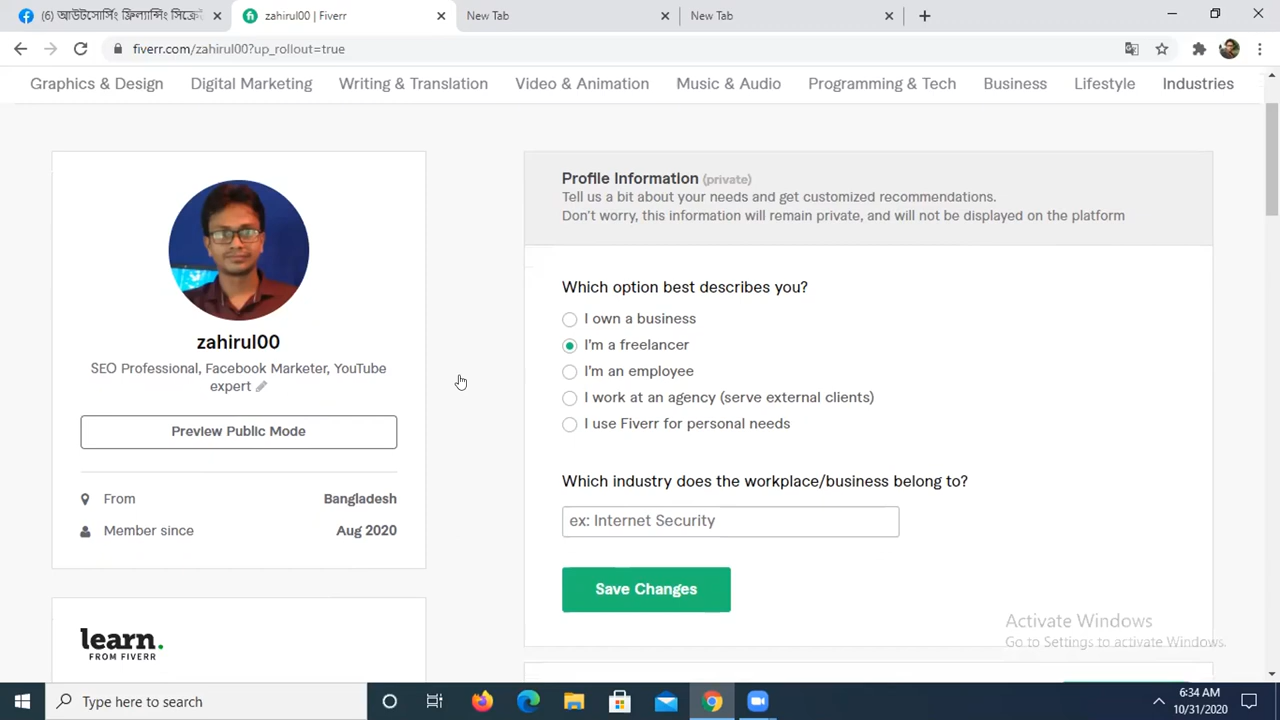 (6) আউটসোর্সিং ফ্রিল্যান্সিং সিক্রেট
zahirul00 | Fiverr
New Tab
New Tab
fiverr.com/zahirul00?up_rollout=true
Graphics & Design
Digital Marketing
Writing & Translation
Video & Animation
Music & Audio
Programming & Tech
Business
Lifestyle
Industries
zahirul00
SEO Professional, Facebook Marketer, YouTube
expert
Preview Public Mode
From Bangladesh
Member since Aug 2020
learn.
FROM FIVERR
Profile Information (private)
Tell us a bit about your needs and get customized recommendations.
Don't worry, this information will remain private, and will not be displayed on the platform
Which option best describes you?
I own a business
I'm a freelancer
I'm an employee
I work at an agency (serve external clients)
I use Fiverr for personal needs
Which industry does the workplace/business belong to?
ex: Internet Security
Save Changes
Activate Windows
Go to Settings to activate Windows.
Type here to search
6:34 AM
10/31/2020